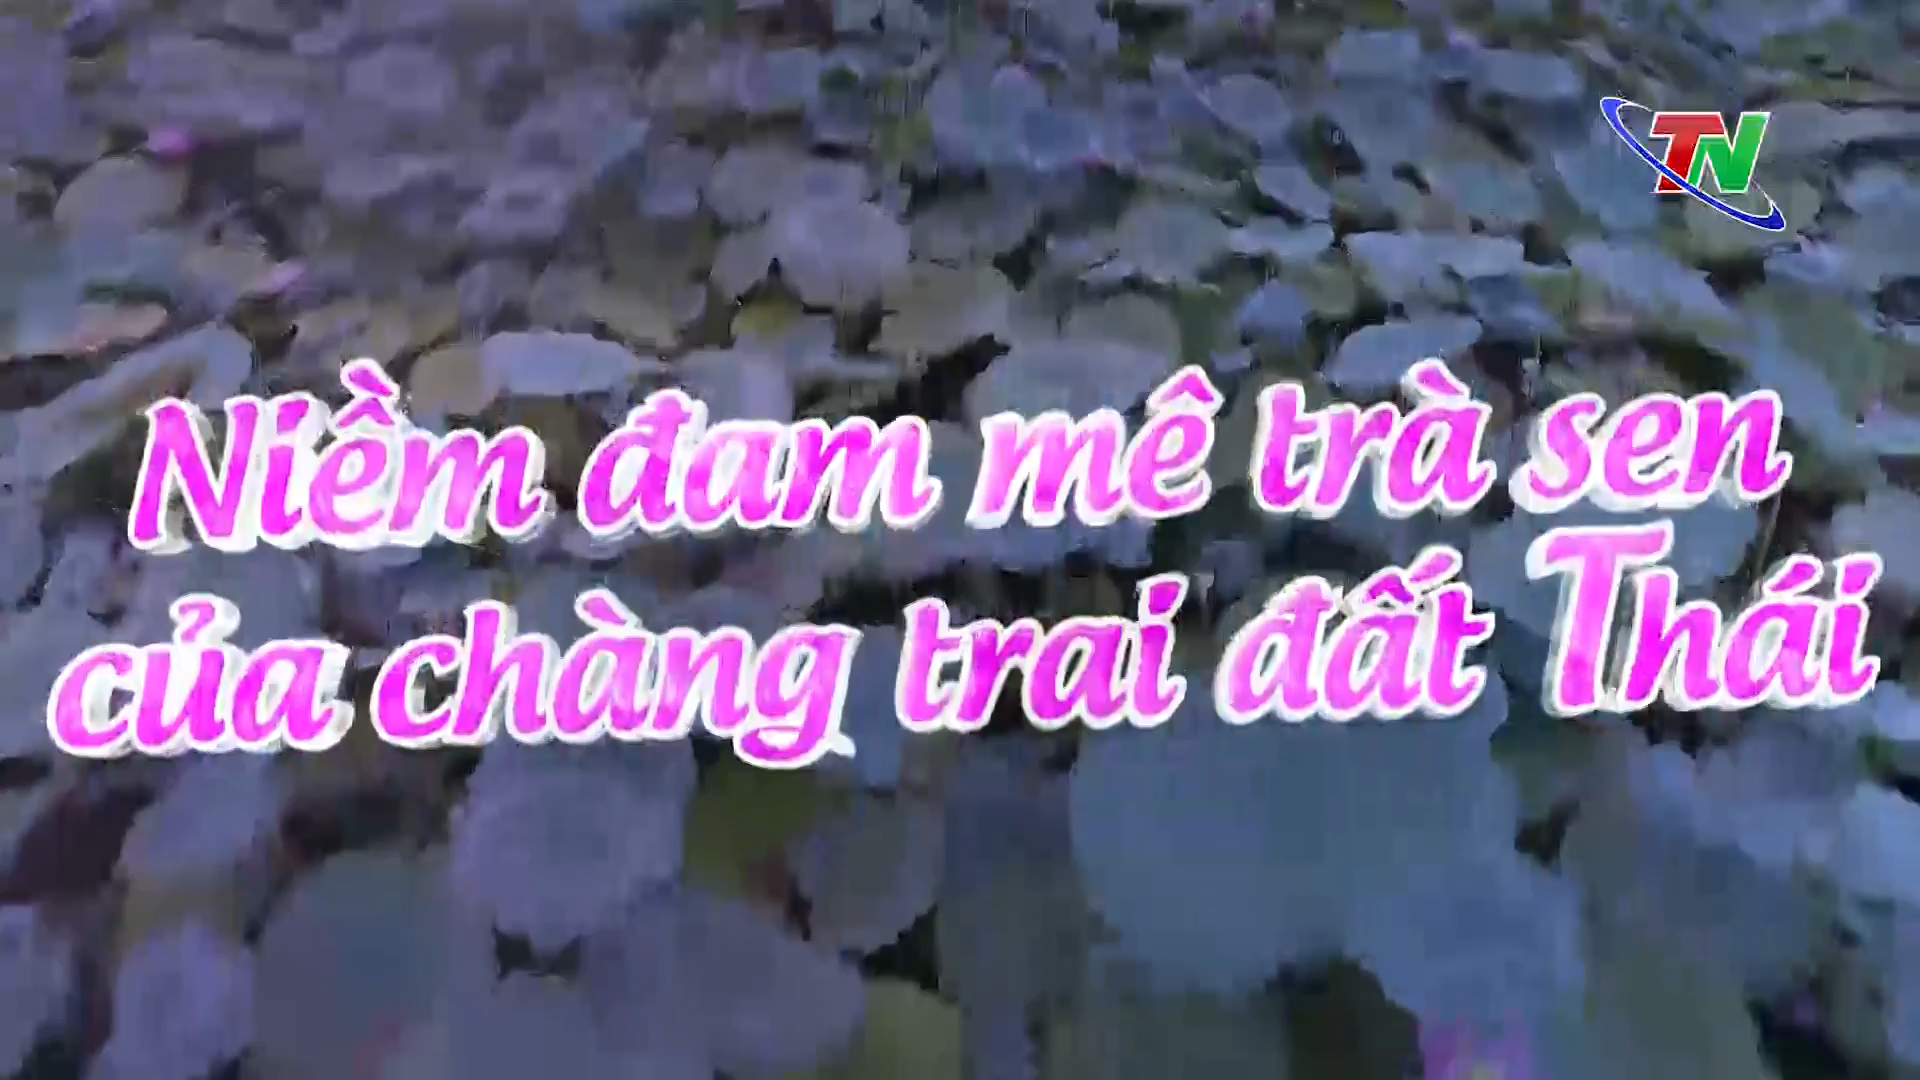 TN
Niềm đam mê trà sen
của chàng trai đất Thái